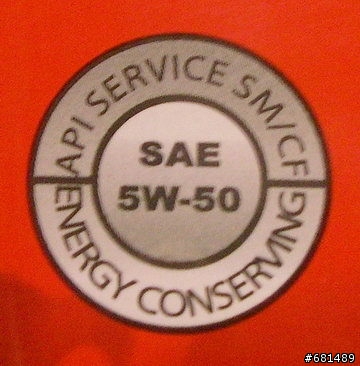 API SERVICE SM/CF
SAE
5W-50
ENERGY CONSERVING
#681489